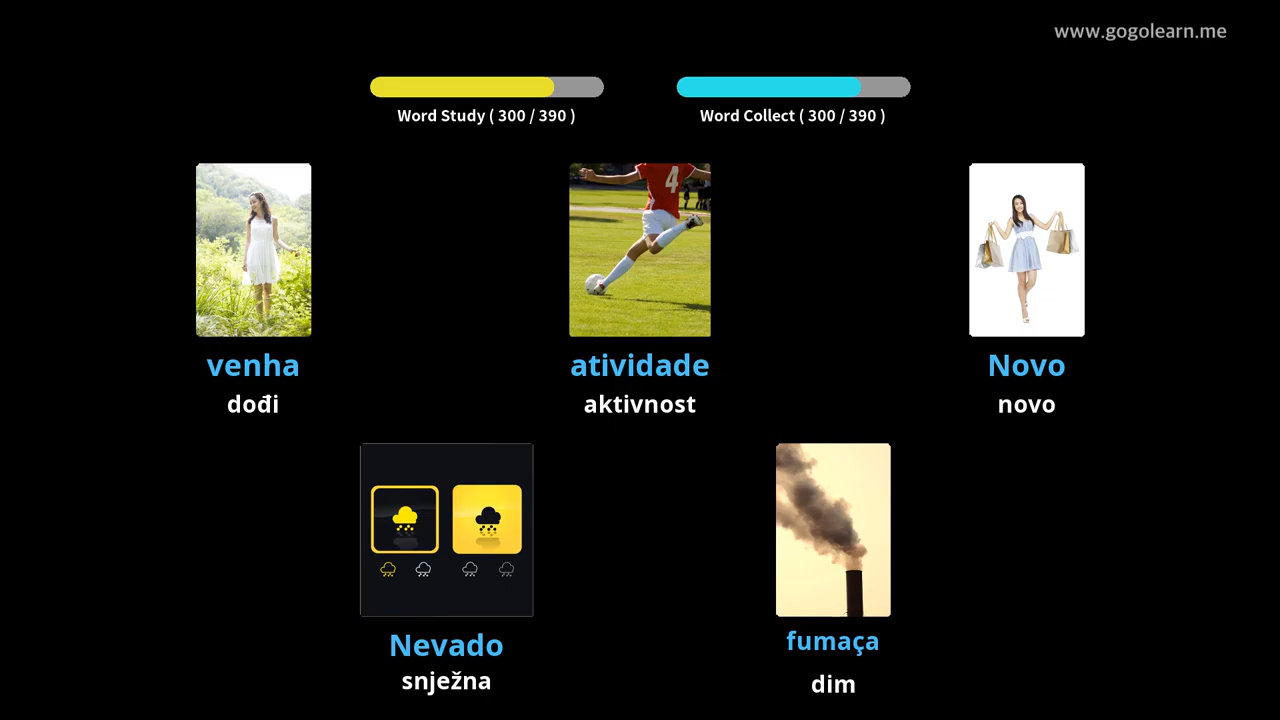 www.gogolearn.me
Word Study ( 300 / 390 )
Word Collect ( 300 / 390 )
4
venha
dođi
atividade
aktivnost
Novo
novo
Nevado
snježna
fumaça
dim